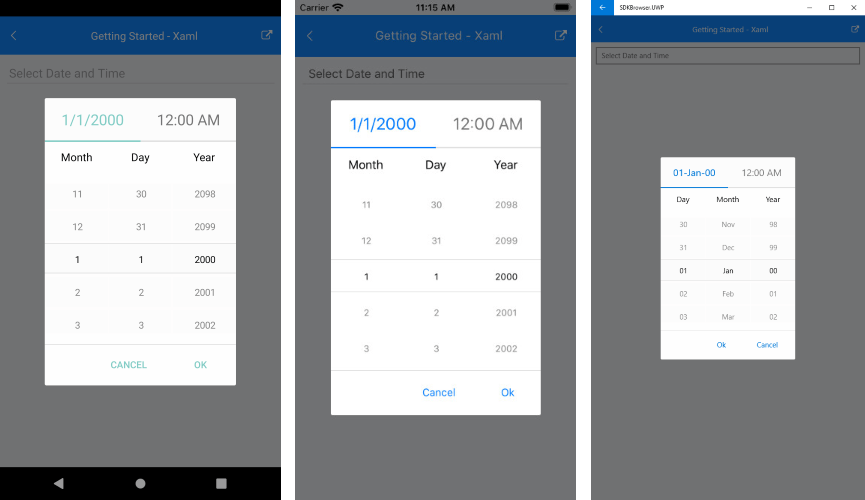 Getting Started - Xaml
Select Date and Time
1/1/2000 12:00 AM
Month Day Year
11 30 2098
12 31 2099
1 1 2000
2 2 2001
3 3 2002
CANCEL OK
Carrier 11:15 AM
Getting Started - Xaml
Select Date and Time
1/1/2000 12:00 AM
Month Day Year
11 30 2098
12 31 2099
1 1 2000
2 2 2001
3 3 2002
Cancel Ok
SDKBrowser.UWP
Getting Started - Xaml
Select Date and Time
01-Jan-00 12:00 AM
Day Month Year
30 Nov 98
31 Dec 99
01 Jan 00
02 Feb 01
03 Mar 02
Ok Cancel